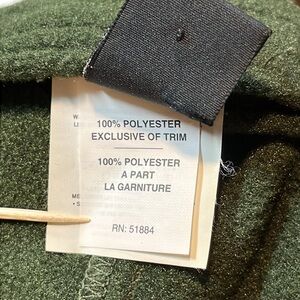 100% POLYESTER
EXCLUSIVE OF TRIM
100% POLYESTER
A PART
LA GARNITURE
RN: 51884